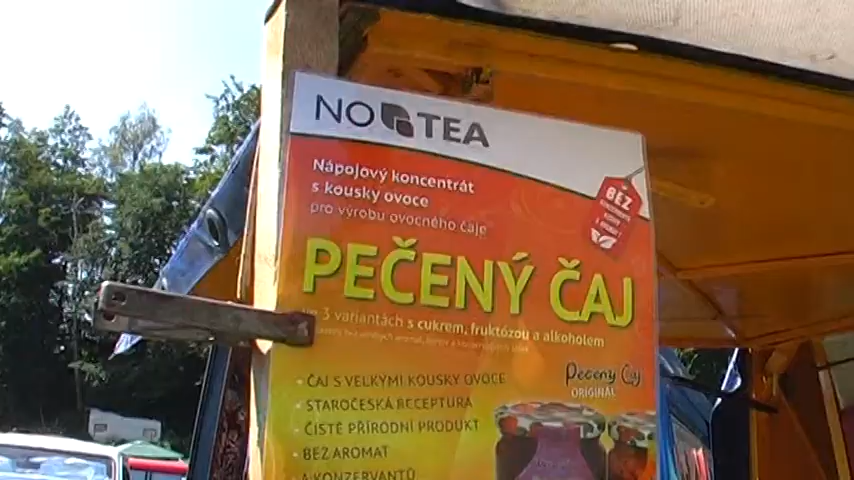 NO TEA
Nápojový koncentrát
s kousky ovoce
pro výrobu ovocného čaje
BEZ
PEČENÝ ČAJ
3 variantách s cukrem, fruktózou a alkoholem
Pečený Čaj
ORIGINÁL
• ČAJ S VELKÝMI KOUSKY OVOCE
• STAROČESKÁ RECEPTURA
• ČISTĚ PŘÍRODNÍ PRODUKT
• BEZ AROMAT
A KONZERVANTŮ